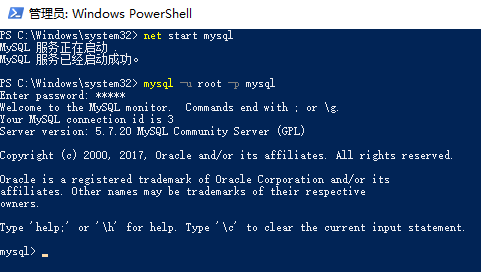 管理员: Windows PowerShell
PS C:\Windows\system32> net start mysql
MySQL 服务正在启动 .
MySQL 服务已经启动成功。
PS C:\Windows\system32> mysql -u root -p mysql
Enter password: *****
Welcome to the MySQL monitor.  Commands end with ; or \g.
Your MySQL connection id is 3
Server version: 5.7.20 MySQL Community Server (GPL)
Copyright (c) 2000, 2017, Oracle and/or its affiliates. All rights reserved.
Oracle is a registered trademark of Oracle Corporation and/or its
affiliates. Other names may be trademarks of their respective
owners.
Type 'help;' or '\h' for help. Type '\c' to clear the current input statement.
mysql> _